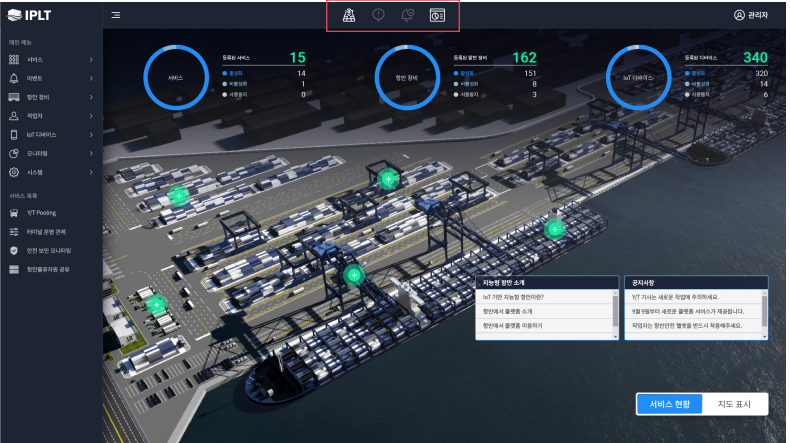 IPLT
관리자
메인 메뉴
서비스
이벤트
항만 장비
작업자
IoT 디바이스
모니터링
시스템
서비스 목록
Y/T Pooling
터미널 운영 관제
안전 보안 모니터링
항만물류자원 공유
서비스
등록된 서비스 15
활성화 14
비활성화 1
사용중지 0
항만 장비
등록된 항만 장비 162
활성화 151
비활성화 8
사용중지 3
IoT 디바이스
등록된 디바이스 340
활성화 320
비활성화 14
사용중지 6
지능형 항만 소개
IoT 기반 지능형 항만이란?
항만에서 플랫폼 소개
항만에서 플랫폼 이용하기
공지사항
Y/T 기사는 새로운 작업에 주의하세요.
9월 9일부터 새로운 플랫폼 서비스가 제공됩니다.
작업자는 항만안전 헬멧을 반드시 착용해주세요.
서비스 현황
지도 표시